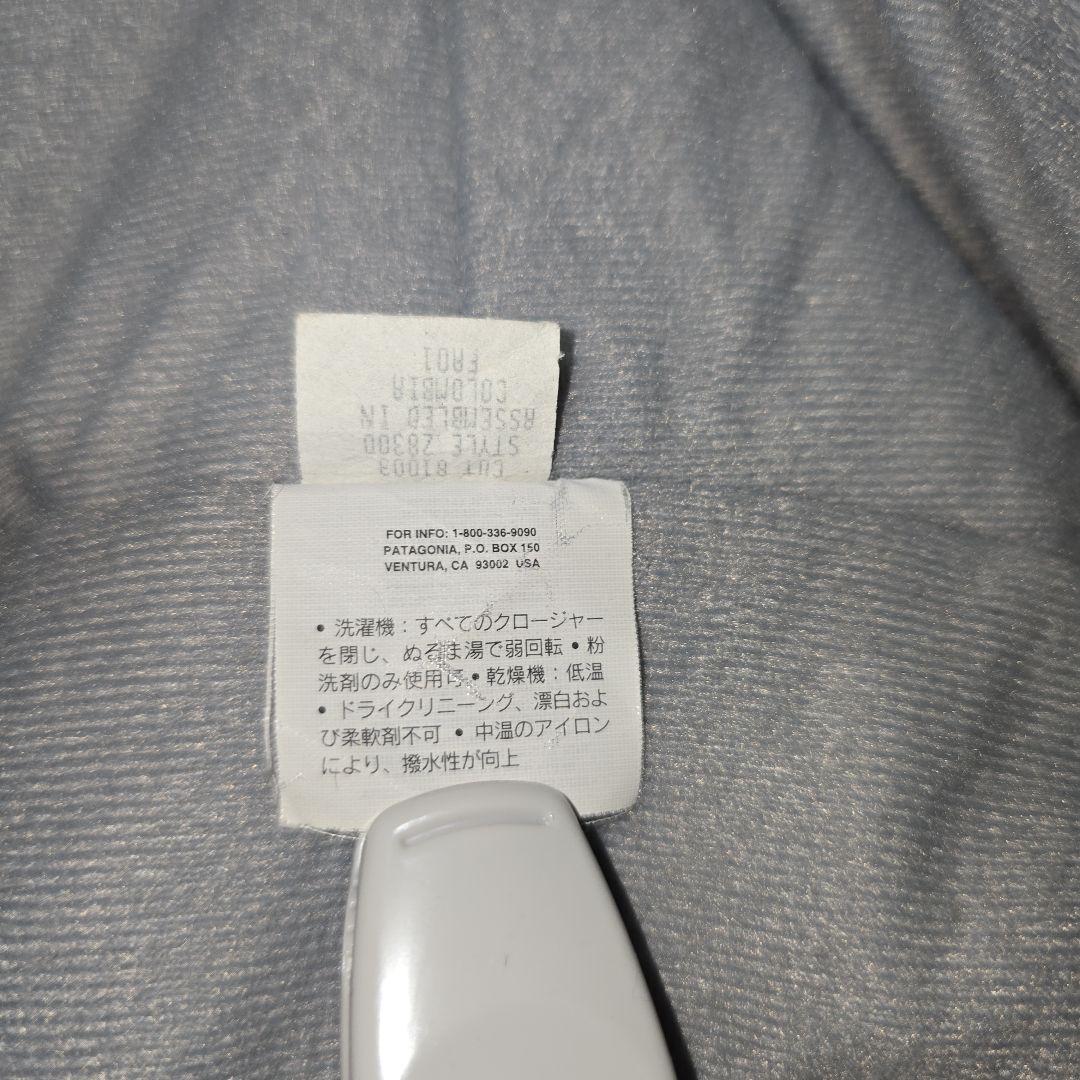 CUT 81003
STYLE 28300
ASSEMBLED IN
COLOMBIA
FA01
FOR INFO: 1-800-336-9090
PATAGONIA, P.O. BOX 150
VENTURA, CA 93002 USA
• 洗濯機：すべてのクロージャー
を閉じ、ぬるま湯で弱回転 • 粉
洗剤のみ使用可 • 乾燥機：低温
• ドライクリニーング、漂白およ
び柔軟剤不可 • 中温のアイロン
により、撥水性が向上